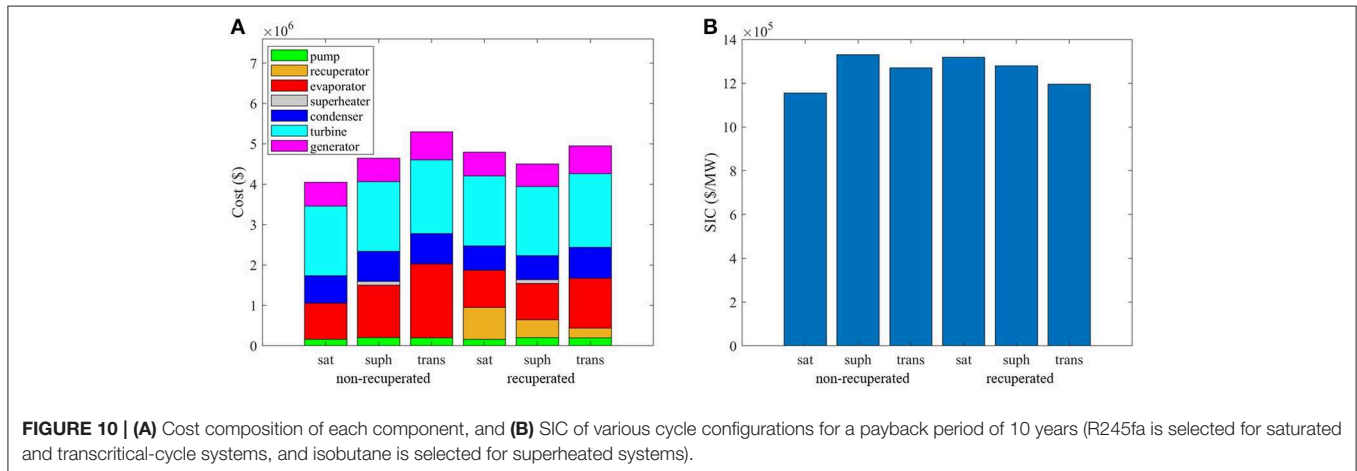 A
×10⁶
7
6
5
4
3
2
1
0
Cost ($)
pump
recuperator
evaporator
superheater
condenser
turbine
generator
sat suph trans sat suph trans
non-recuperated recuperated
B
×10⁵
14
12
10
8
6
4
2
0
SIC ($/MW)
sat suph trans sat suph trans
non-recuperated recuperated
FIGURE 10 | (A) Cost composition of each component, and (B) SIC of various cycle configurations for a payback period of 10 years (R245fa is selected for saturated
and transcritical-cycle systems, and isobutane is selected for superheated systems).